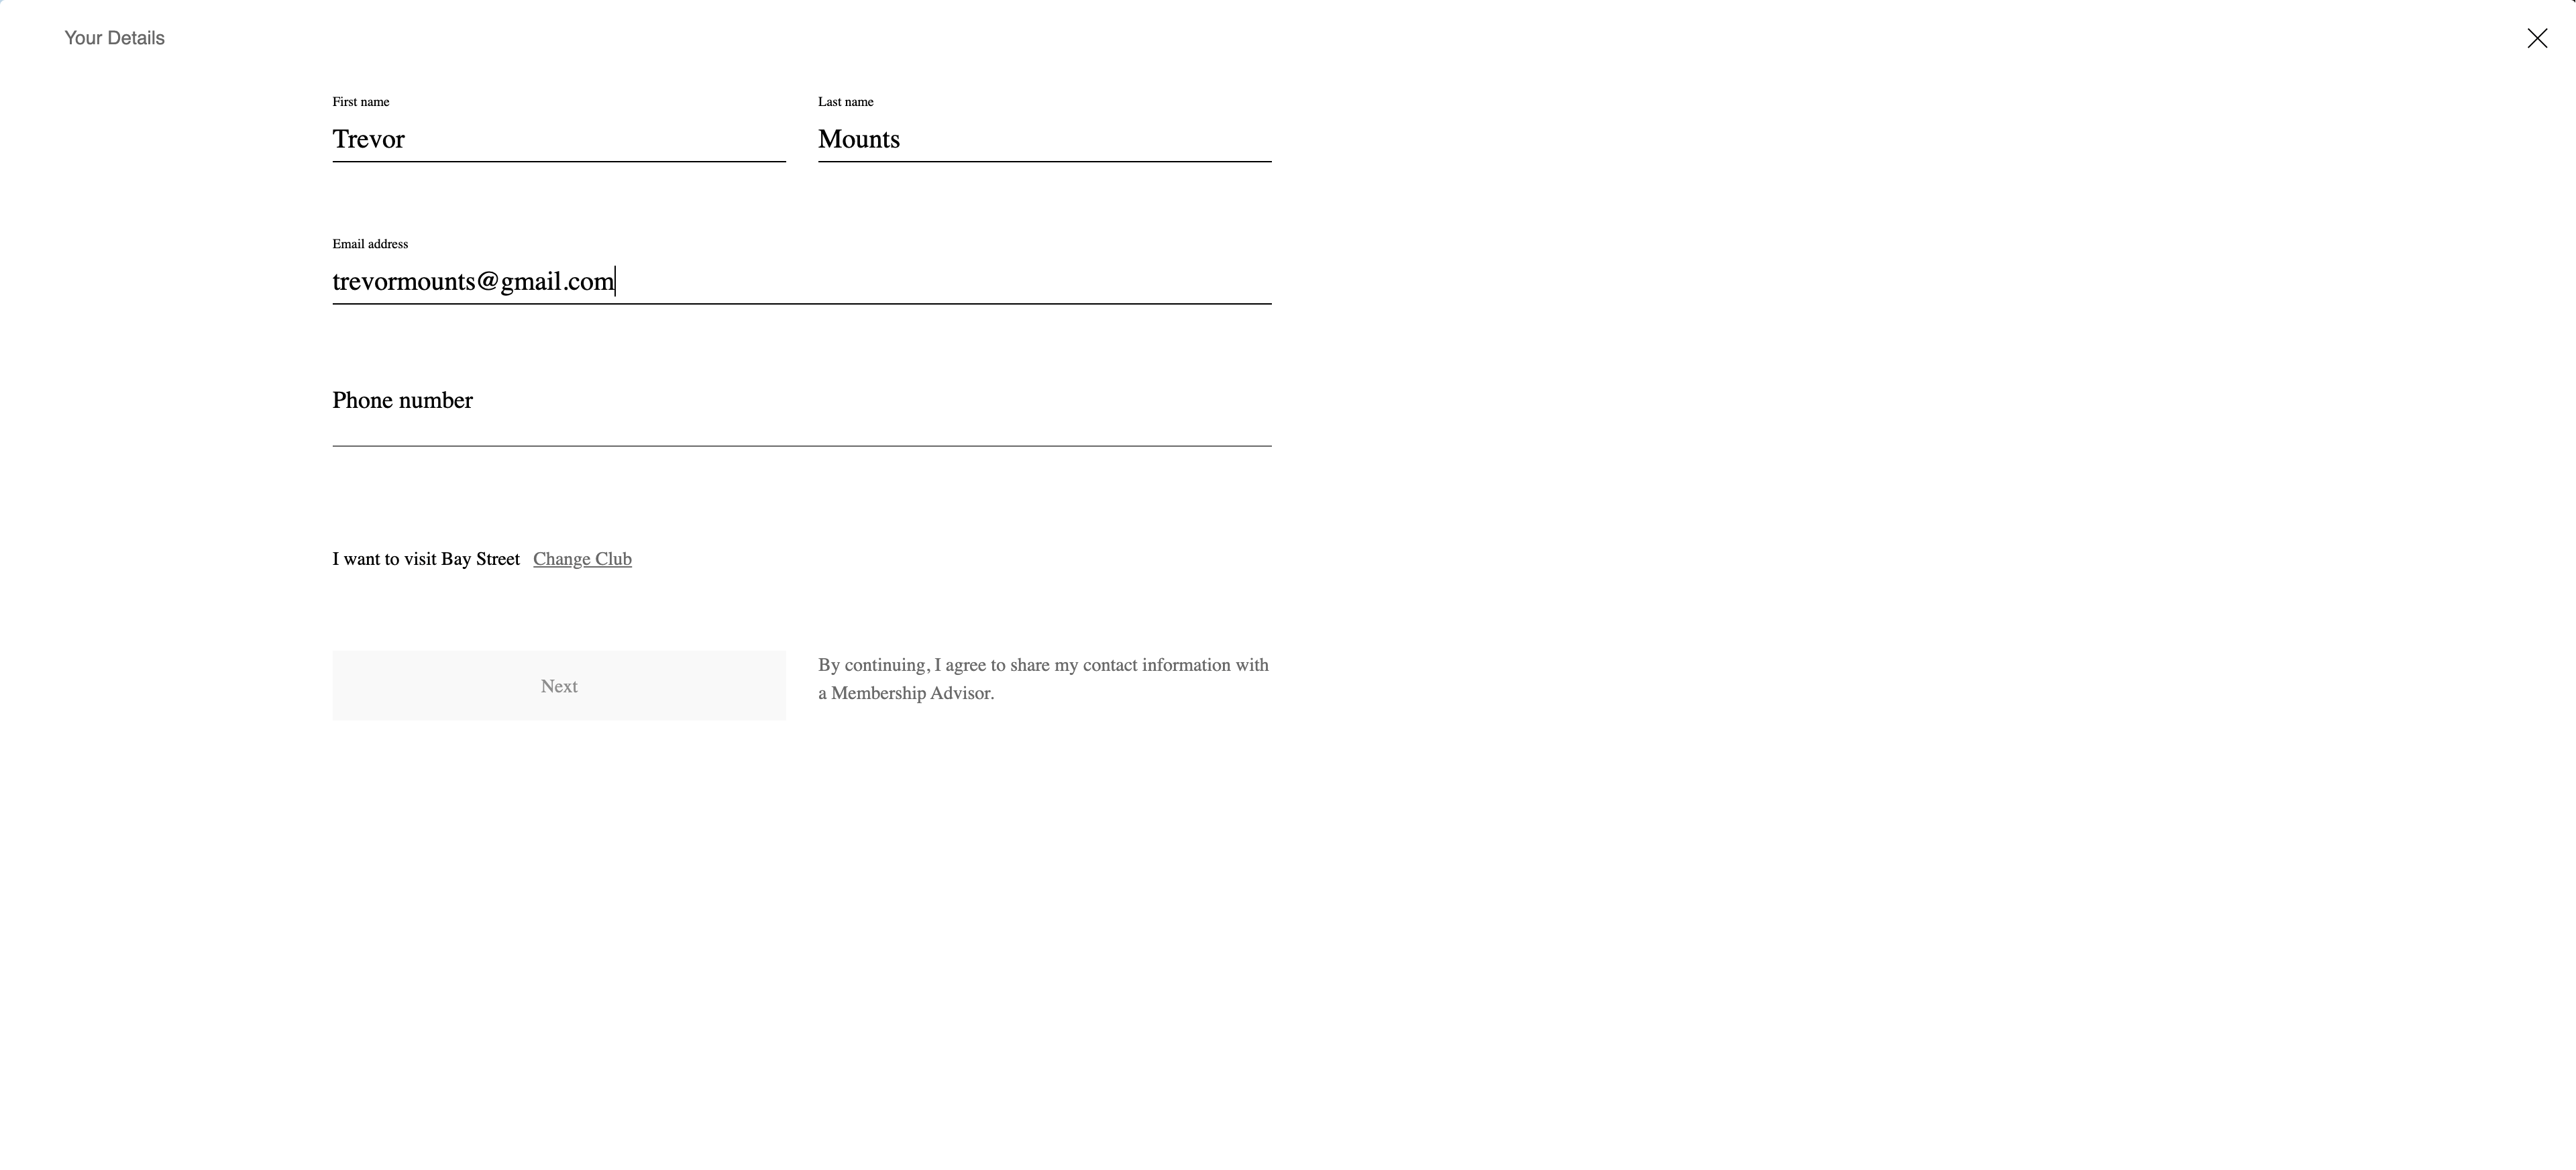 Your Details
First name
Last name
Trevor
Mounts
Email address
trevormounts@gmail.com
Phone number
I want to visit Bay Street Change Club
Next
By continuing, I agree to share my contact information with
a Membership Advisor.